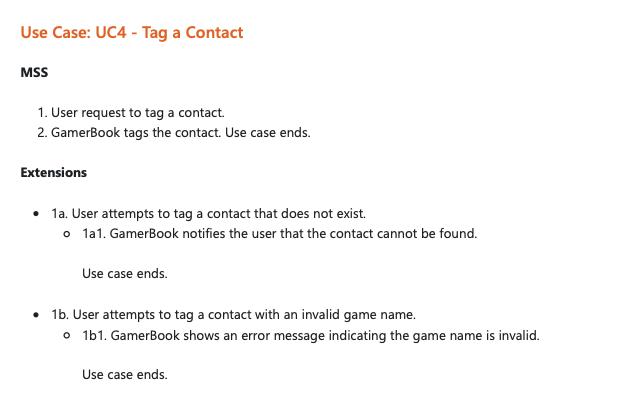 Use Case: UC4 - Tag a Contact
MSS
1. User request to tag a contact.
2. GamerBook tags the contact. Use case ends.
Extensions
• 1a. User attempts to tag a contact that does not exist.
o 1a1. GamerBook notifies the user that the contact cannot be found.
Use case ends.
• 1b. User attempts to tag a contact with an invalid game name.
o 1b1. GamerBook shows an error message indicating the game name is invalid.
Use case ends.